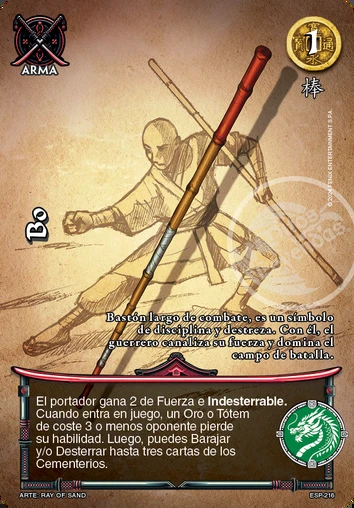 ARMA
1
棒
© 2024 FENIX ENTERTAINMENT S.P.A.
Bo
Bastón largo de combate, es un símbolo
de disciplina y destreza. Con él, el
guerrero canaliza su fuerza y domina el
campo de batalla.
El portador gana 2 de Fuerza e Indesterrable.
Cuando entra en juego, un Oro o Tótem
de coste 3 o menos oponente pierde
su habilidad. Luego, puedes Barajar
y/o Desterrar hasta tres cartas de los
Cementerios.
ARTE: RAY OF SAND
ESP-216